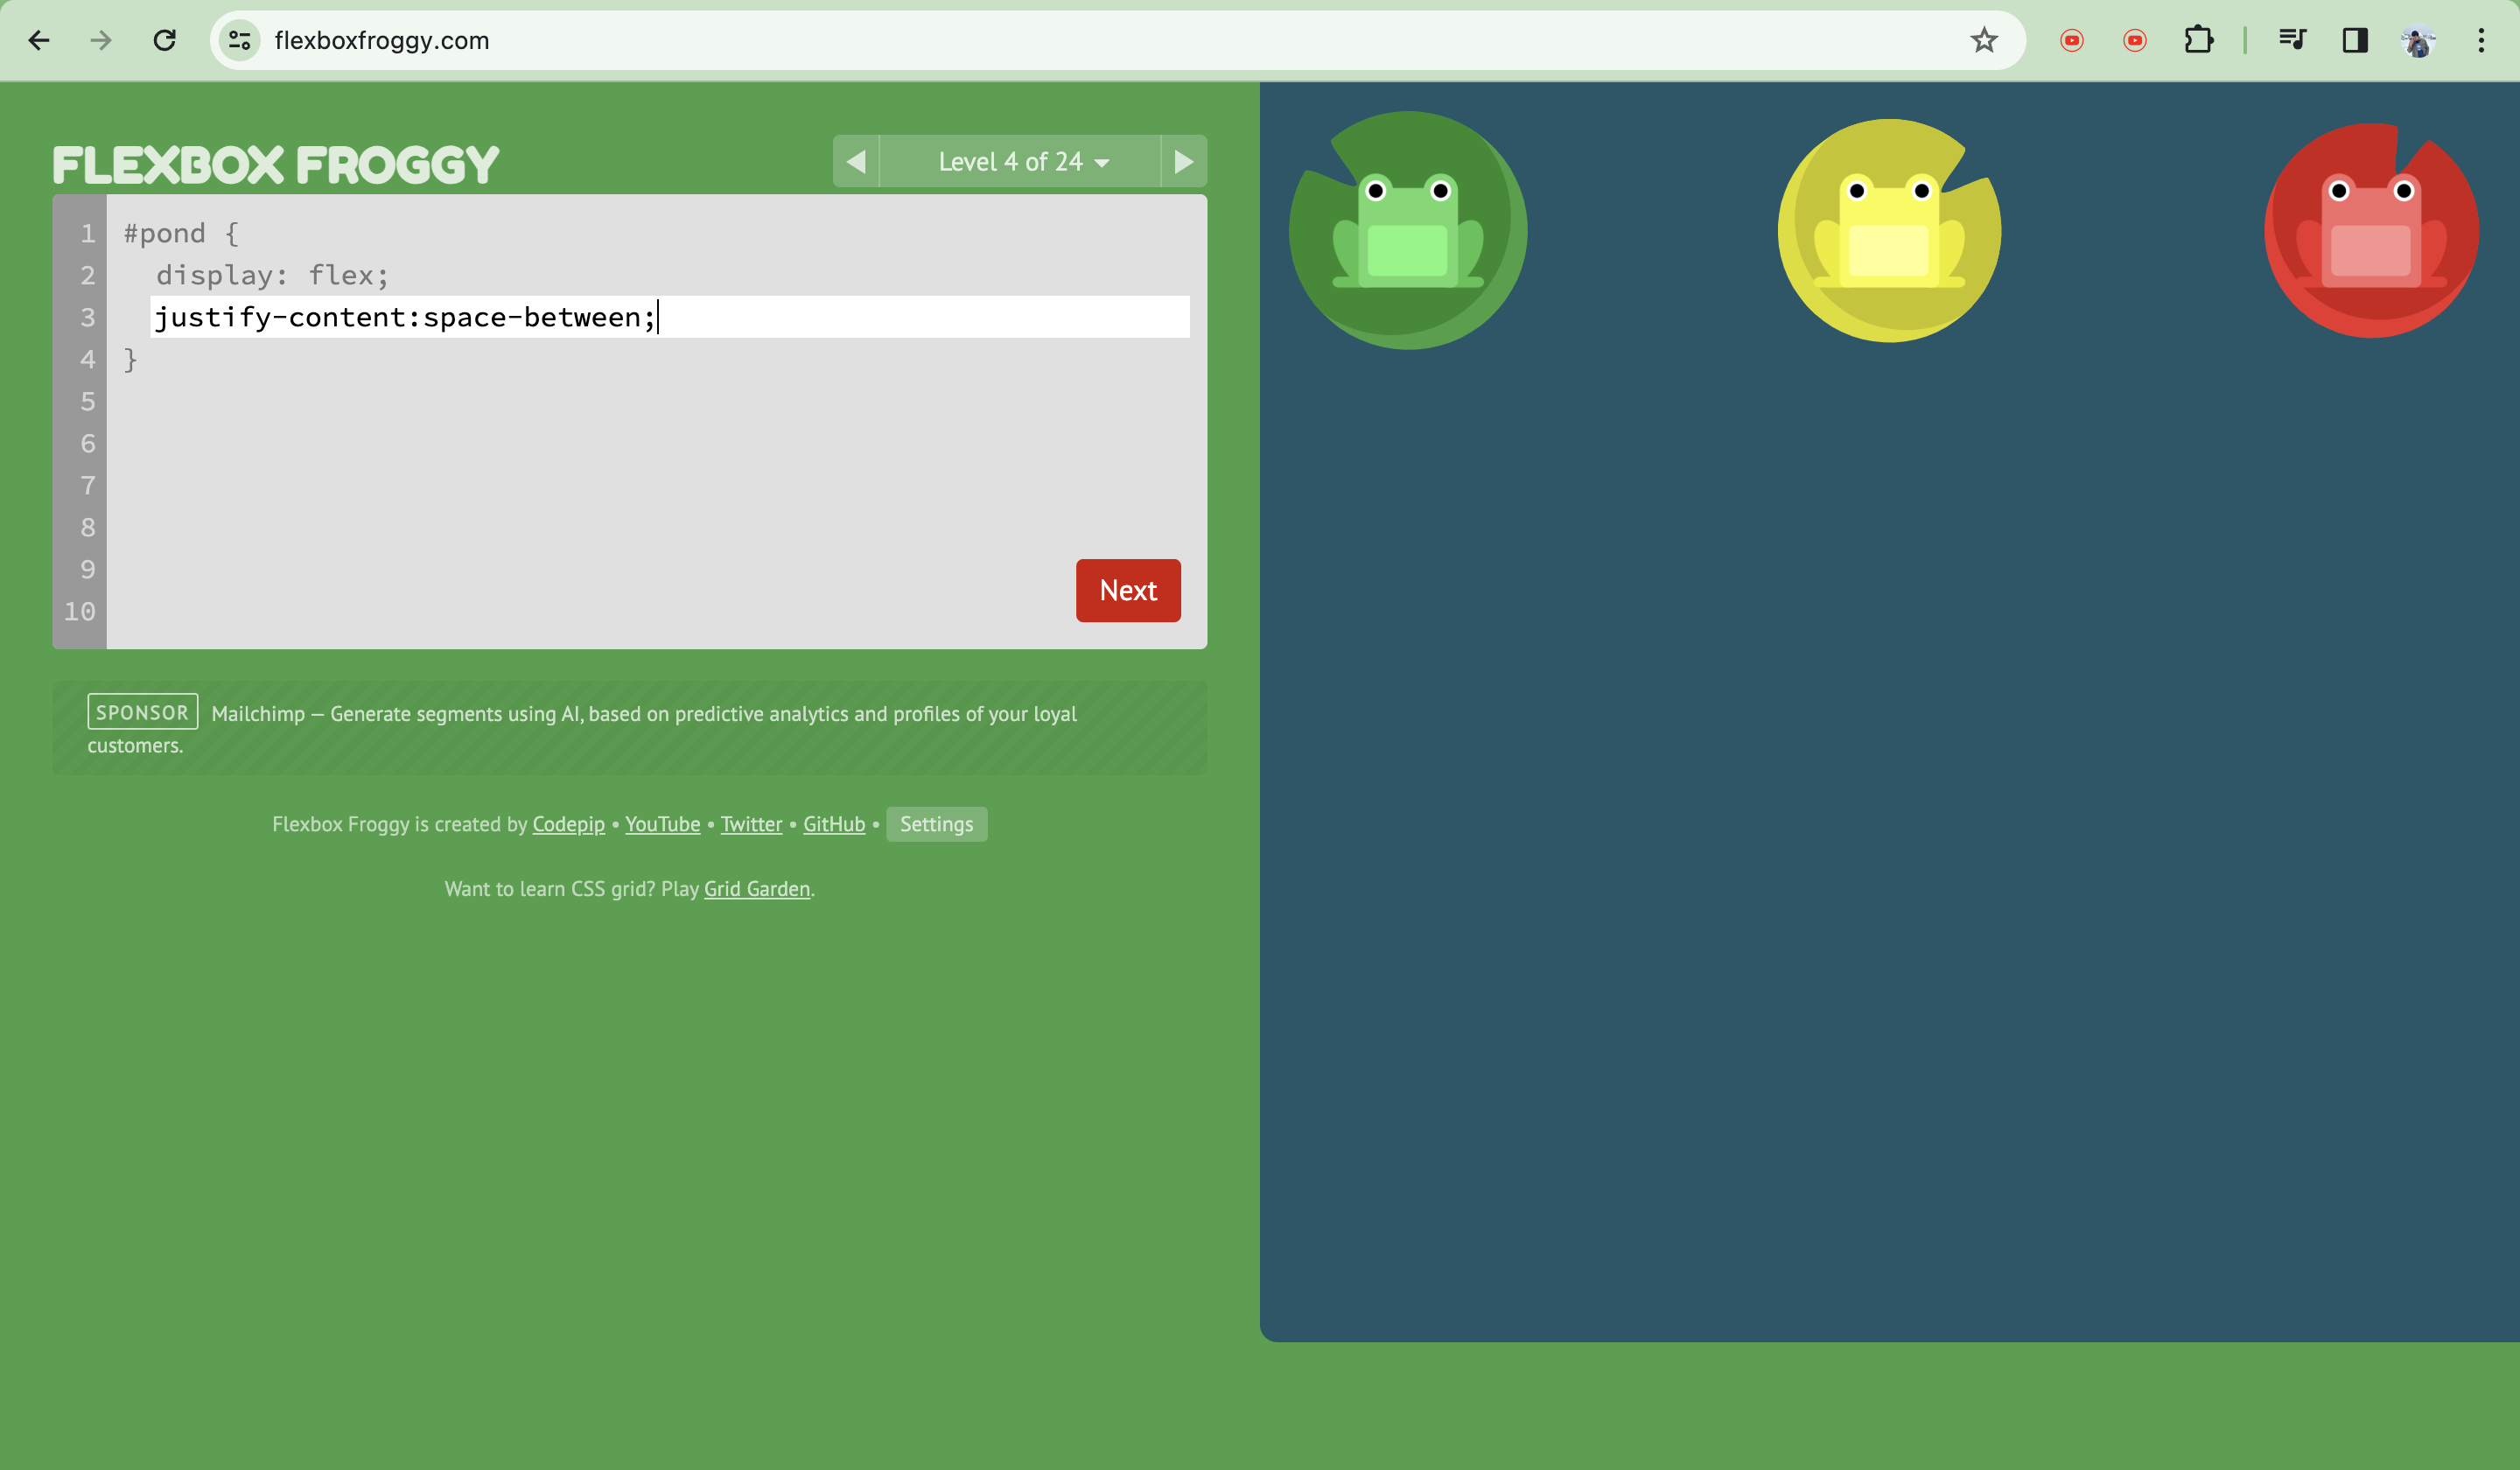 flexboxfroggy.com
FLEXBOX FROGGY
Level 4 of 24
1 #pond {
2 display: flex;
3 justify-content:space-between;
4 }
5
6
7
8
9
10
Next
SPONSOR Mailchimp — Generate segments using AI, based on predictive analytics and profiles of your loyal
customers.
Flexbox Froggy is created by Codepip • YouTube • Twitter • GitHub • Settings
Want to learn CSS grid? Play Grid Garden.